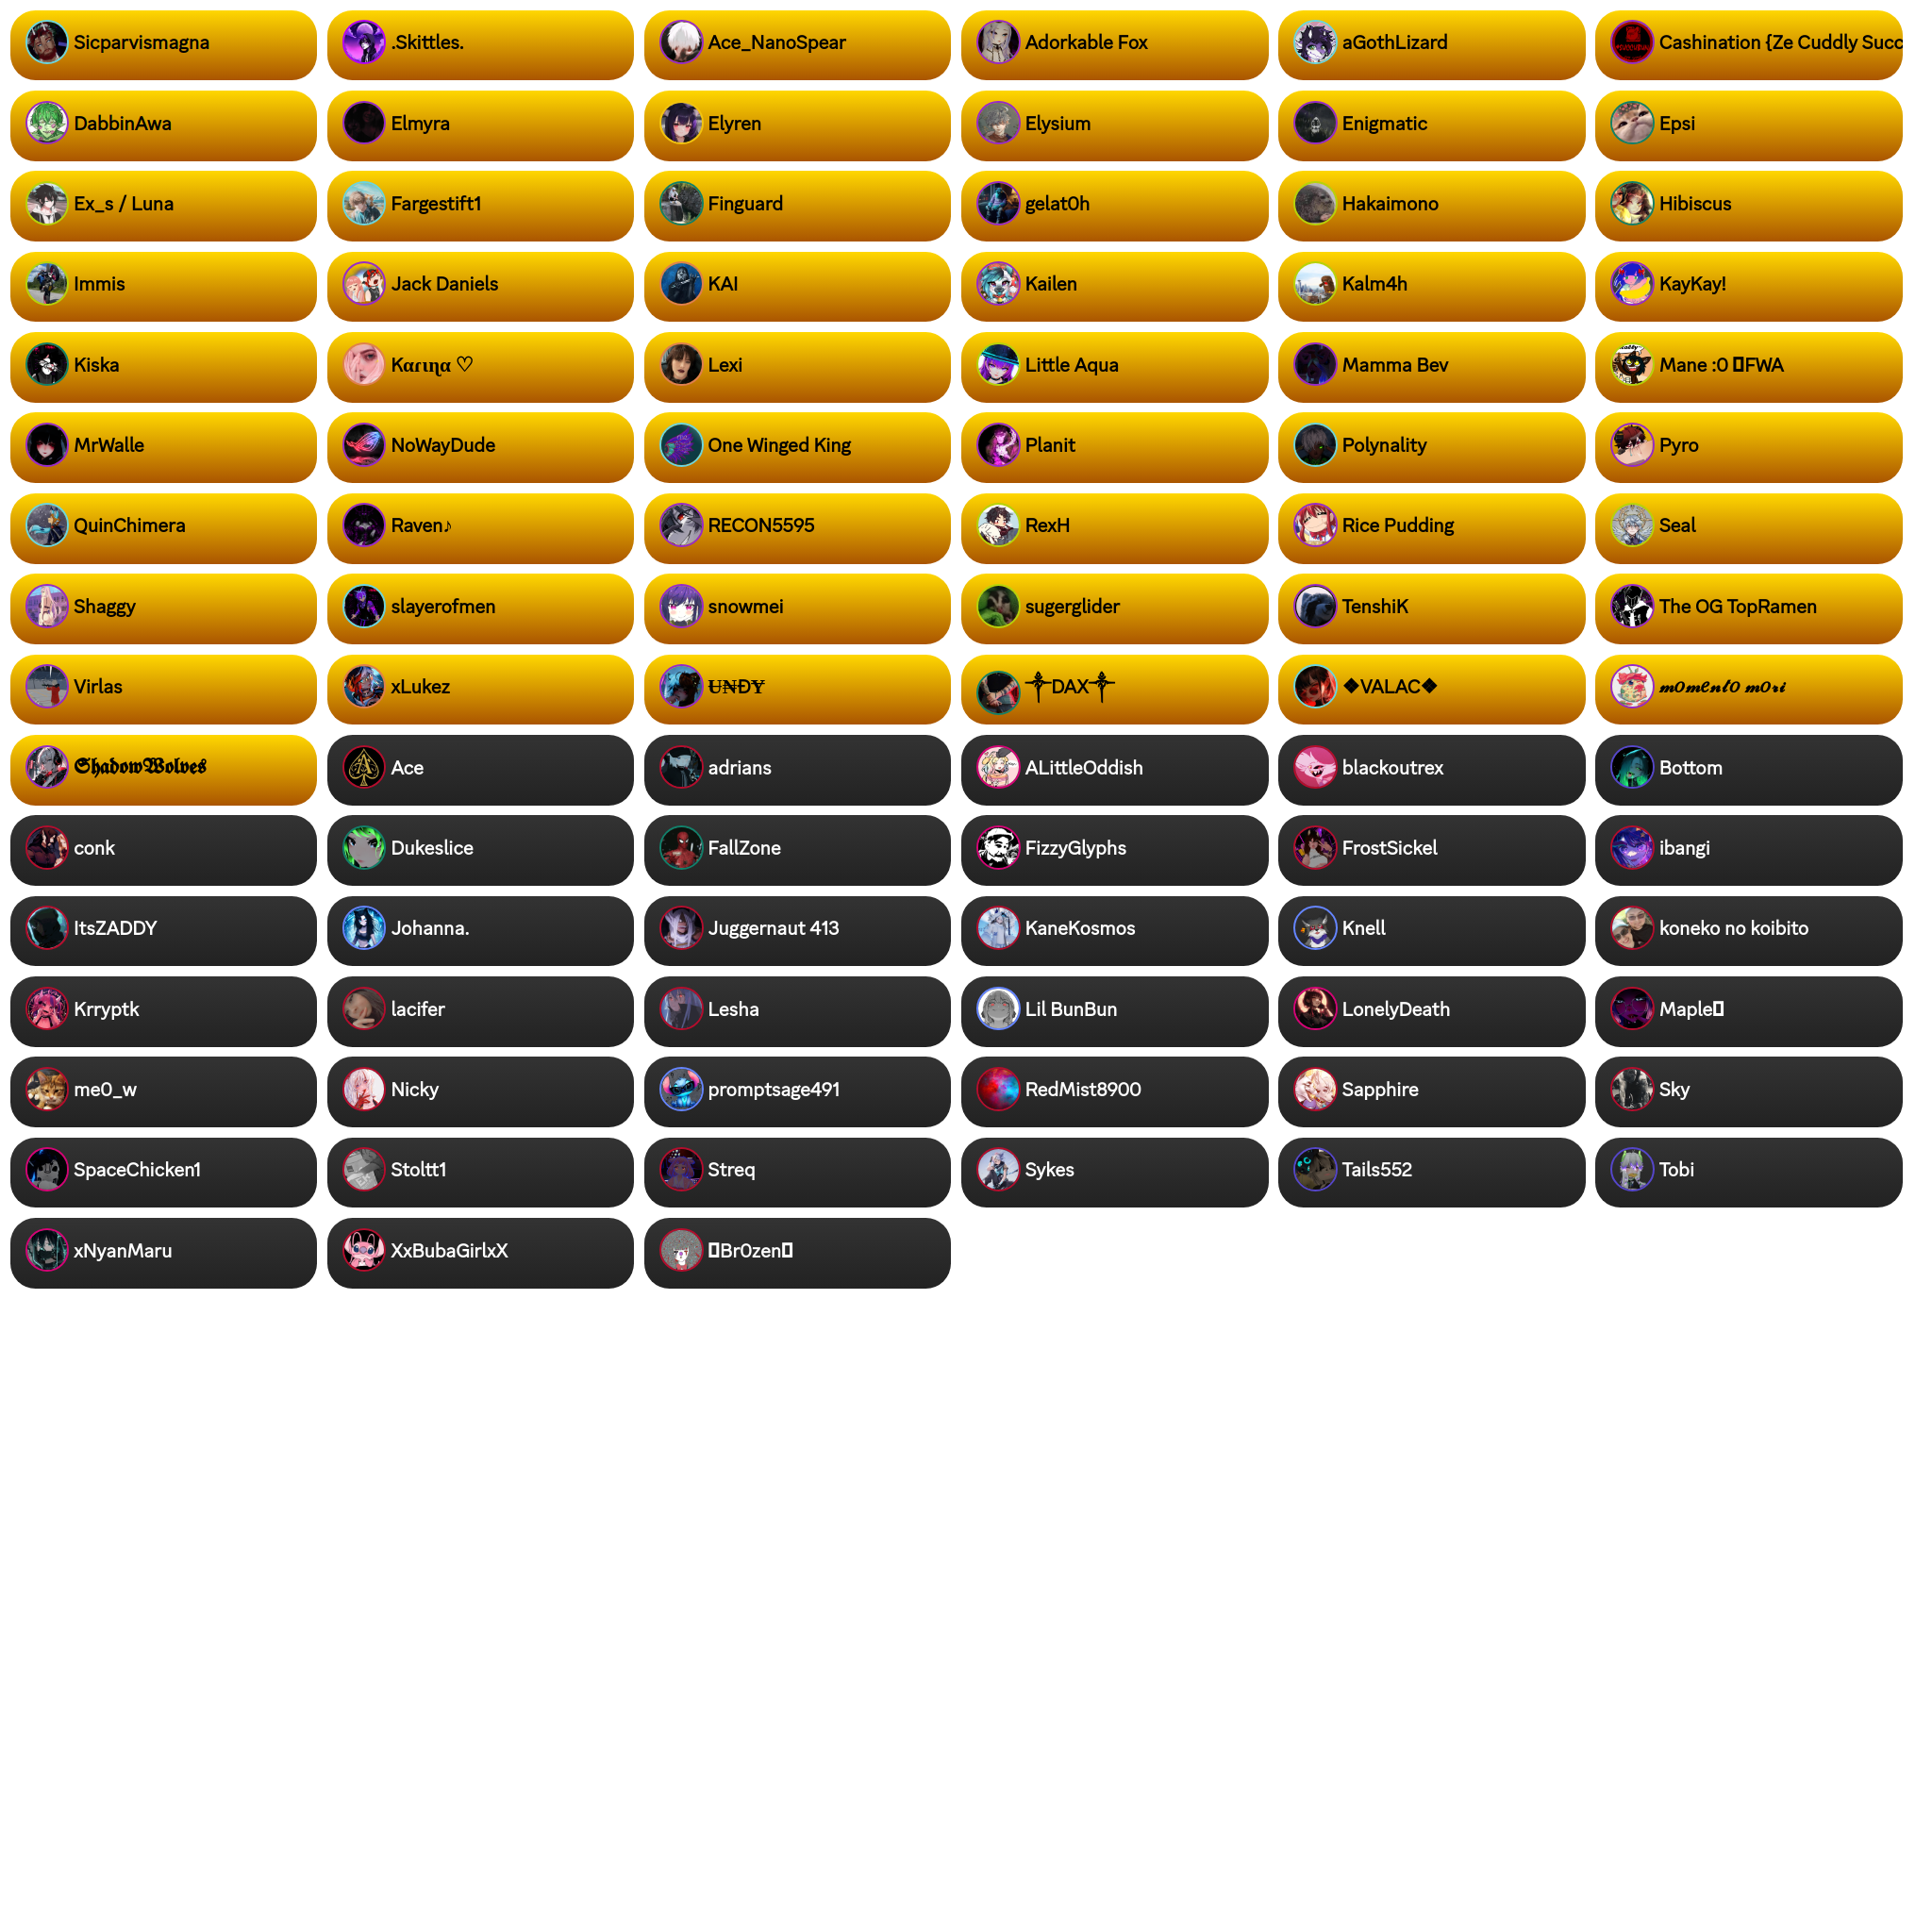 Sicparvismagna
.Skittles.
Ace_NanoSpear
Adorkable Fox
aGothLizard
Cashination {Ze Cuddly Succ
DabbinAwa
Elmyra
Elyren
Elysium
Enigmatic
Epsi
Ex_s / Luna
Fargestift1
Finguard
gelat0h
Hakaimono
Hibiscus
Immis
Jack Daniels
KAI
Kailen
Kalm4h
KayKay!
Kiska
Kαɾιɳα ♡
Lexi
Little Aqua
Mamma Bev
Mane :0 FWA
MrWalle
NoWayDude
One Winged King
Planit
Polynality
Pyro
QuinChimera
Raven♪
RECON5595
RexH
Rice Pudding
Seal
Shaggy
slayerofmen
snowmei
sugerglider
TenshiK
The OG TopRamen
Virlas
xLukez
U̶₦ĐɎ
༒DAX༒
◆VALAC◆
𝓶𝓸𝓶𝓮𝓷𝓽𝓸 𝓶𝓸𝓻𝓲
𝕾𝖍𝖆𝖉𝖔𝖜𝖂𝖔𝖑𝖛𝖊𝖘
Ace
adrians
ALittleOddish
blackoutrex
Bottom
conk
Dukeslice
FallZone
FizzyGlyphs
FrostSickel
ibangi
ItsZADDY
Johanna.
Juggernaut 413
KaneKosmos
Knell
koneko no koibito
Krryptk
lacifer
Lesha
Lil BunBun
LonelyDeath
Maple
me0_w
Nicky
promptsage491
RedMist8900
Sapphire
Sky
SpaceChicken1
Stoltt1
Streq
Sykes
Tails552
Tobi
xNyanMaru
XxBubaGirlxX
Br0zen